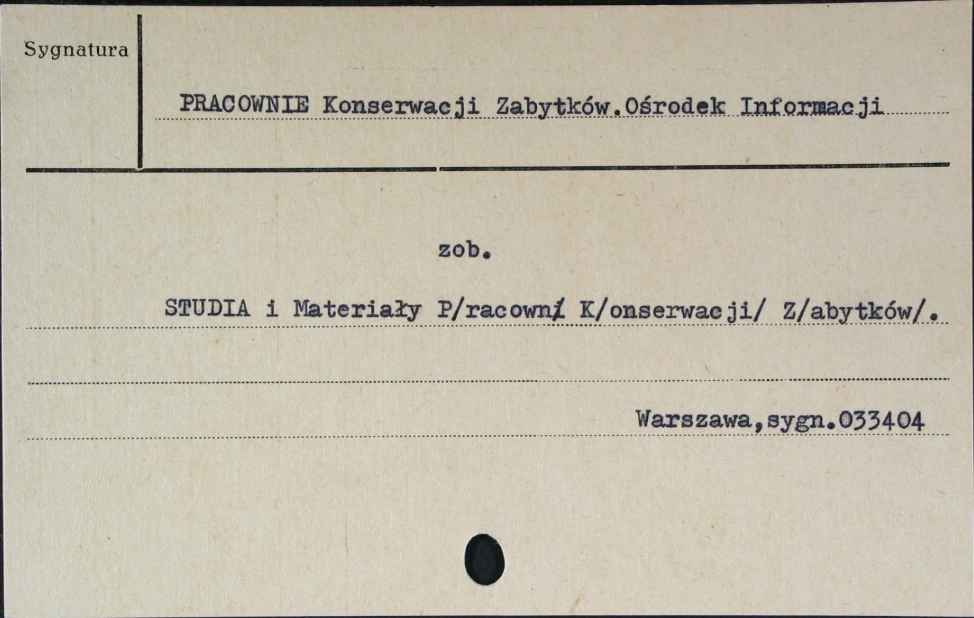 Sygnatura
PRACOWNIE Konserwacji Zabytków.Ośrodek Informacji
zob.
STUDIA i Materiały P/racowni/ K/onserwacji/ Z/abytków/.
Warszawa,sygn.033404